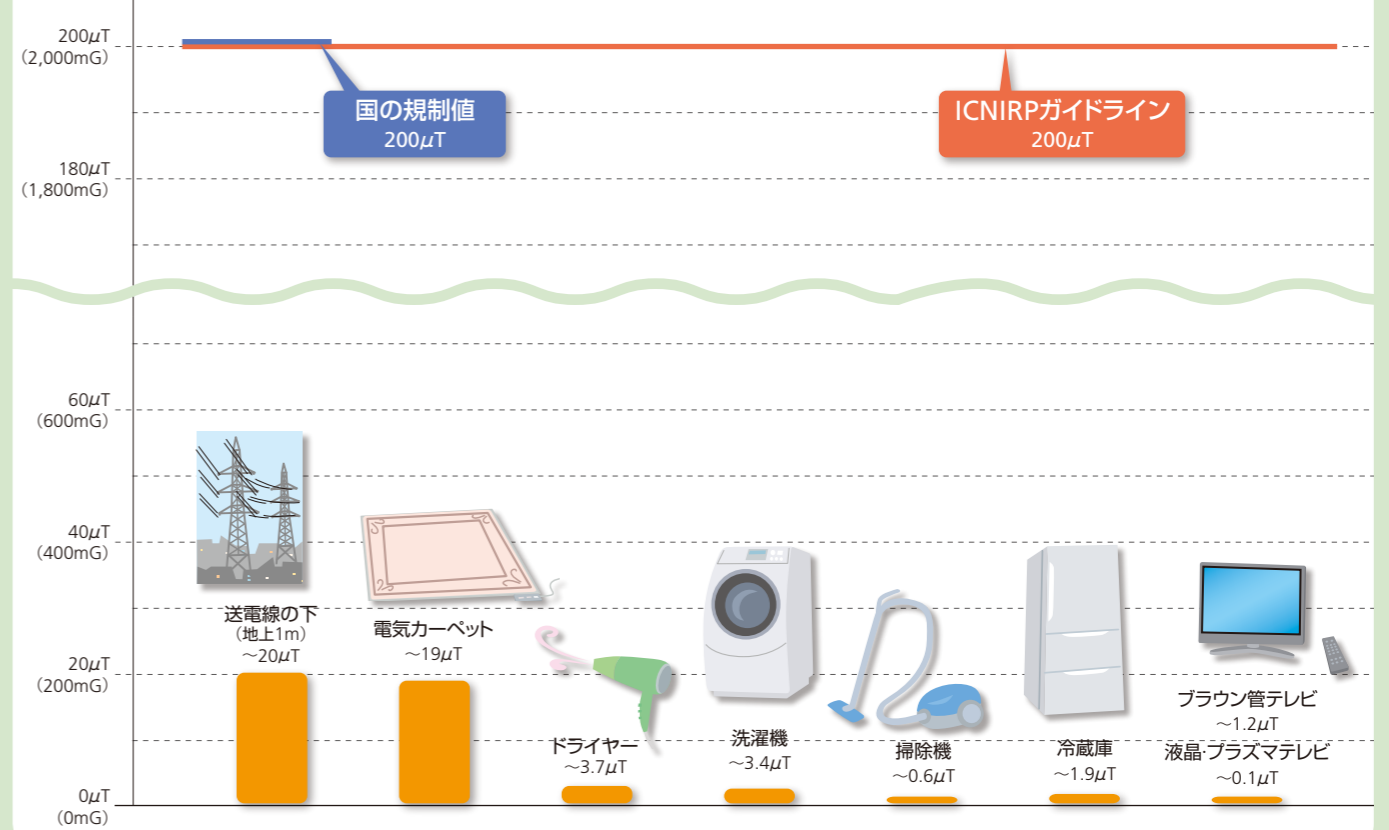 200μT
(2,000mG)
国の規制値
200μT
ICNIRPガイドライン
200μT
180μT
(1,800mG)
60μT
(600mG)
40μT
(400mG)
20μT
(200mG)
0μT
(0mG)
送電線の下
(地上1m)
～20μT
電気カーペット
～19μT
ドライヤー
～3.7μT
洗濯機
～3.4μT
掃除機
～0.6μT
冷蔵庫
～1.9μT
ブラウン管テレビ
～1.2μT
液晶・プラズマテレビ
～0.1μT